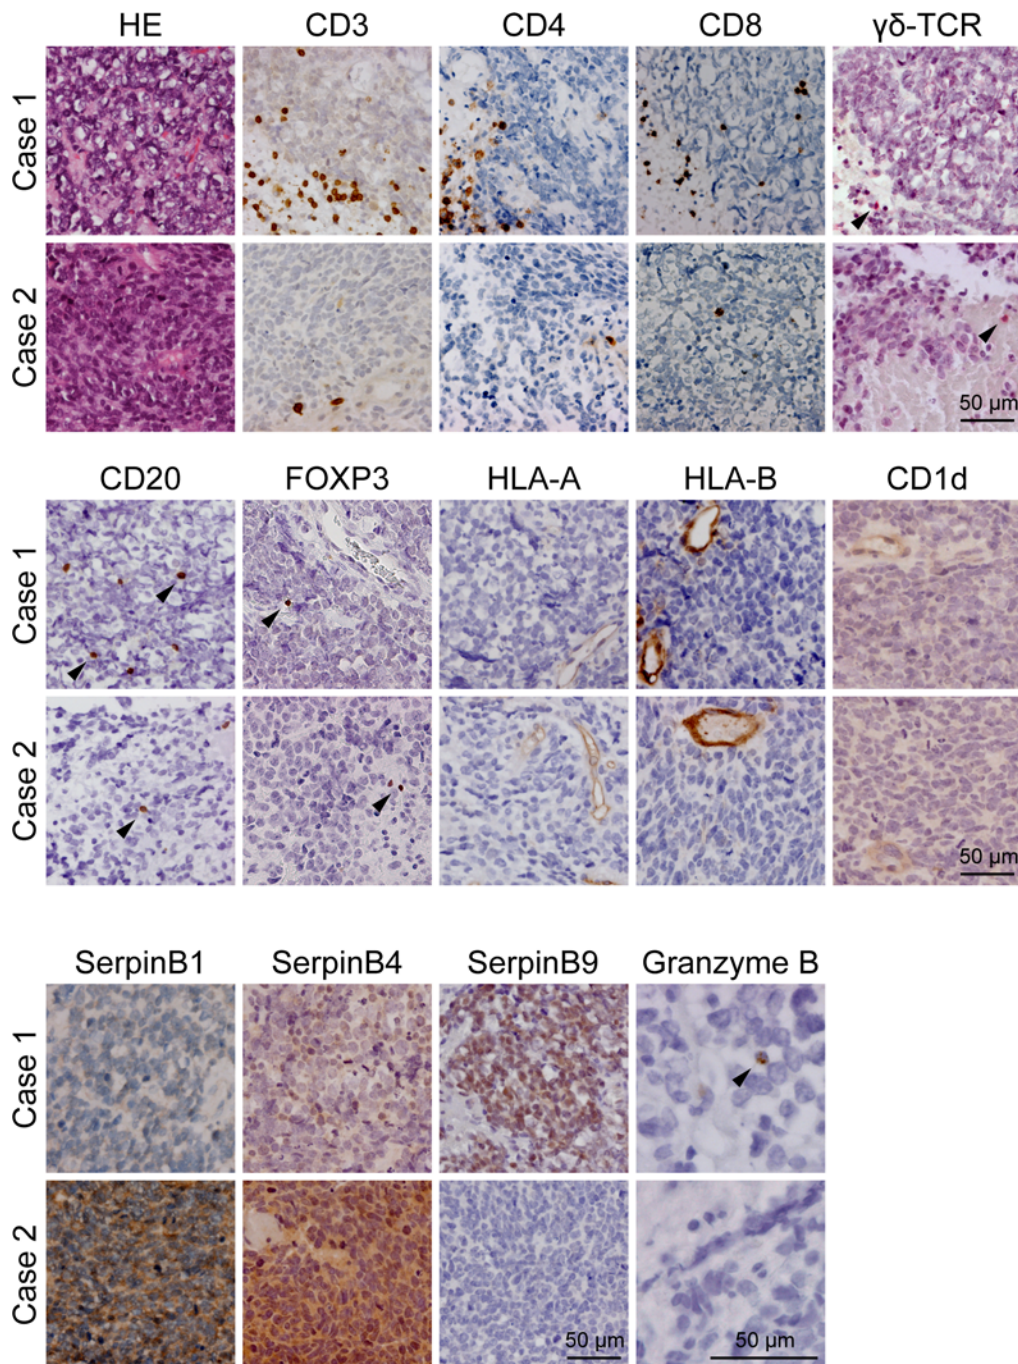 HE CD3 CD4 CD8 γδ-TCR
Case 1
Case 2
50 µm
CD20 FOXP3 HLA-A HLA-B CD1d
Case 1
Case 2
50 µm
SerpinB1 SerpinB4 SerpinB9 Granzyme B
Case 1
Case 2
50 µm 50 µm